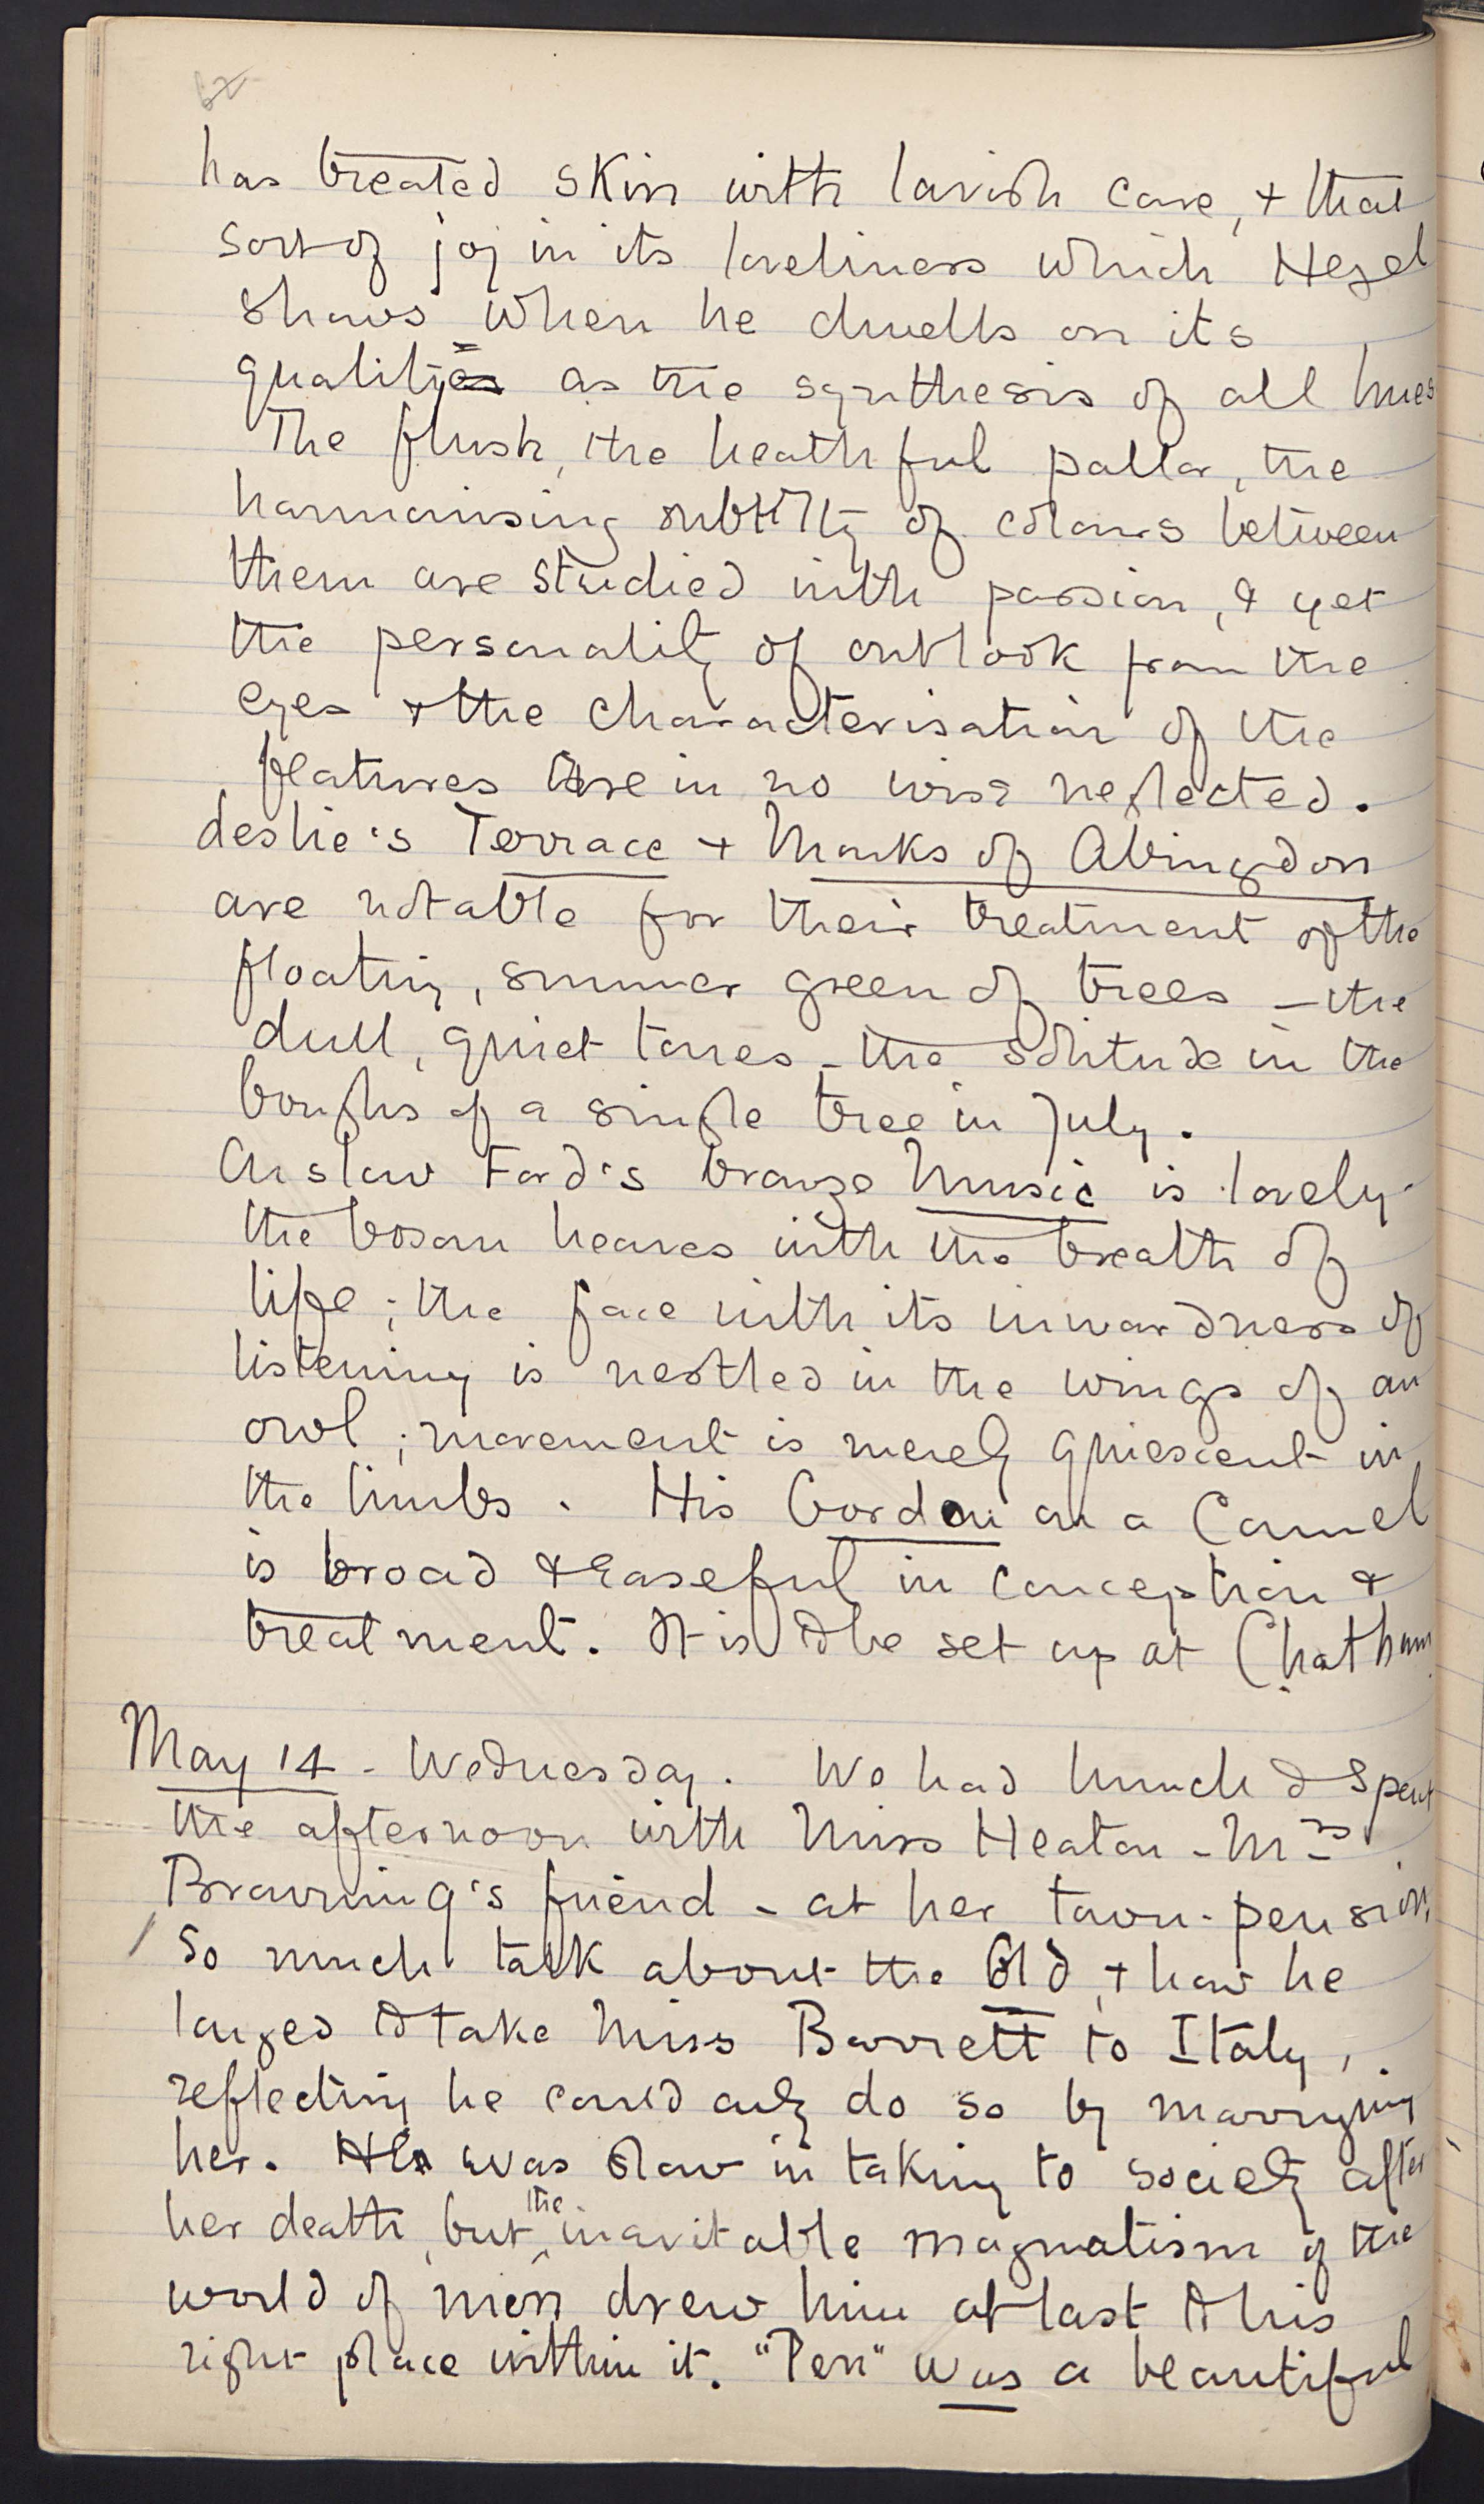 62
has treated skin with lavish care, + that
sort of joy in its loveliness which Hegel
shows when he dwells on its
quality as the synthesis of all hues
The flush, the heathful pallor, the
harmonising subtilty of colours between
them are studied with passion, & yet
the personality of outlook from the
eyes + the characterisation of the
features are in no wise neglected.
Leslie's Terrace + Monks of Abingdon
are notable for their treatment of the
floating, summer green of trees – the
dull, quiet tones – the solitude in the
boughs of a single tree in July.
Onslow Ford's bronze Music is lovely
the bosom heaves with the breath of
life; the face with its inwardness of
listening is nestled in the wings of an
owl; movement is merely quiescent in
the limbs. His Gordon on a Camel
is broad & easeful in conception &
treatment. It is to be set up at Chatham
May 14 – Wednesday. We had lunch & spent
the afternoon with Miss Heaton – Mrs
Browning's friend – at her town-pension
So much talk about the Old, + how he
longed to take Miss Barrett to Italy,
reflecting he could only do so by marrying
her. He was slow in taking to society after
her death, but the inevitable magnatism of the
world of men drew him at last to his
right place within it. "Pen" was a beautiful